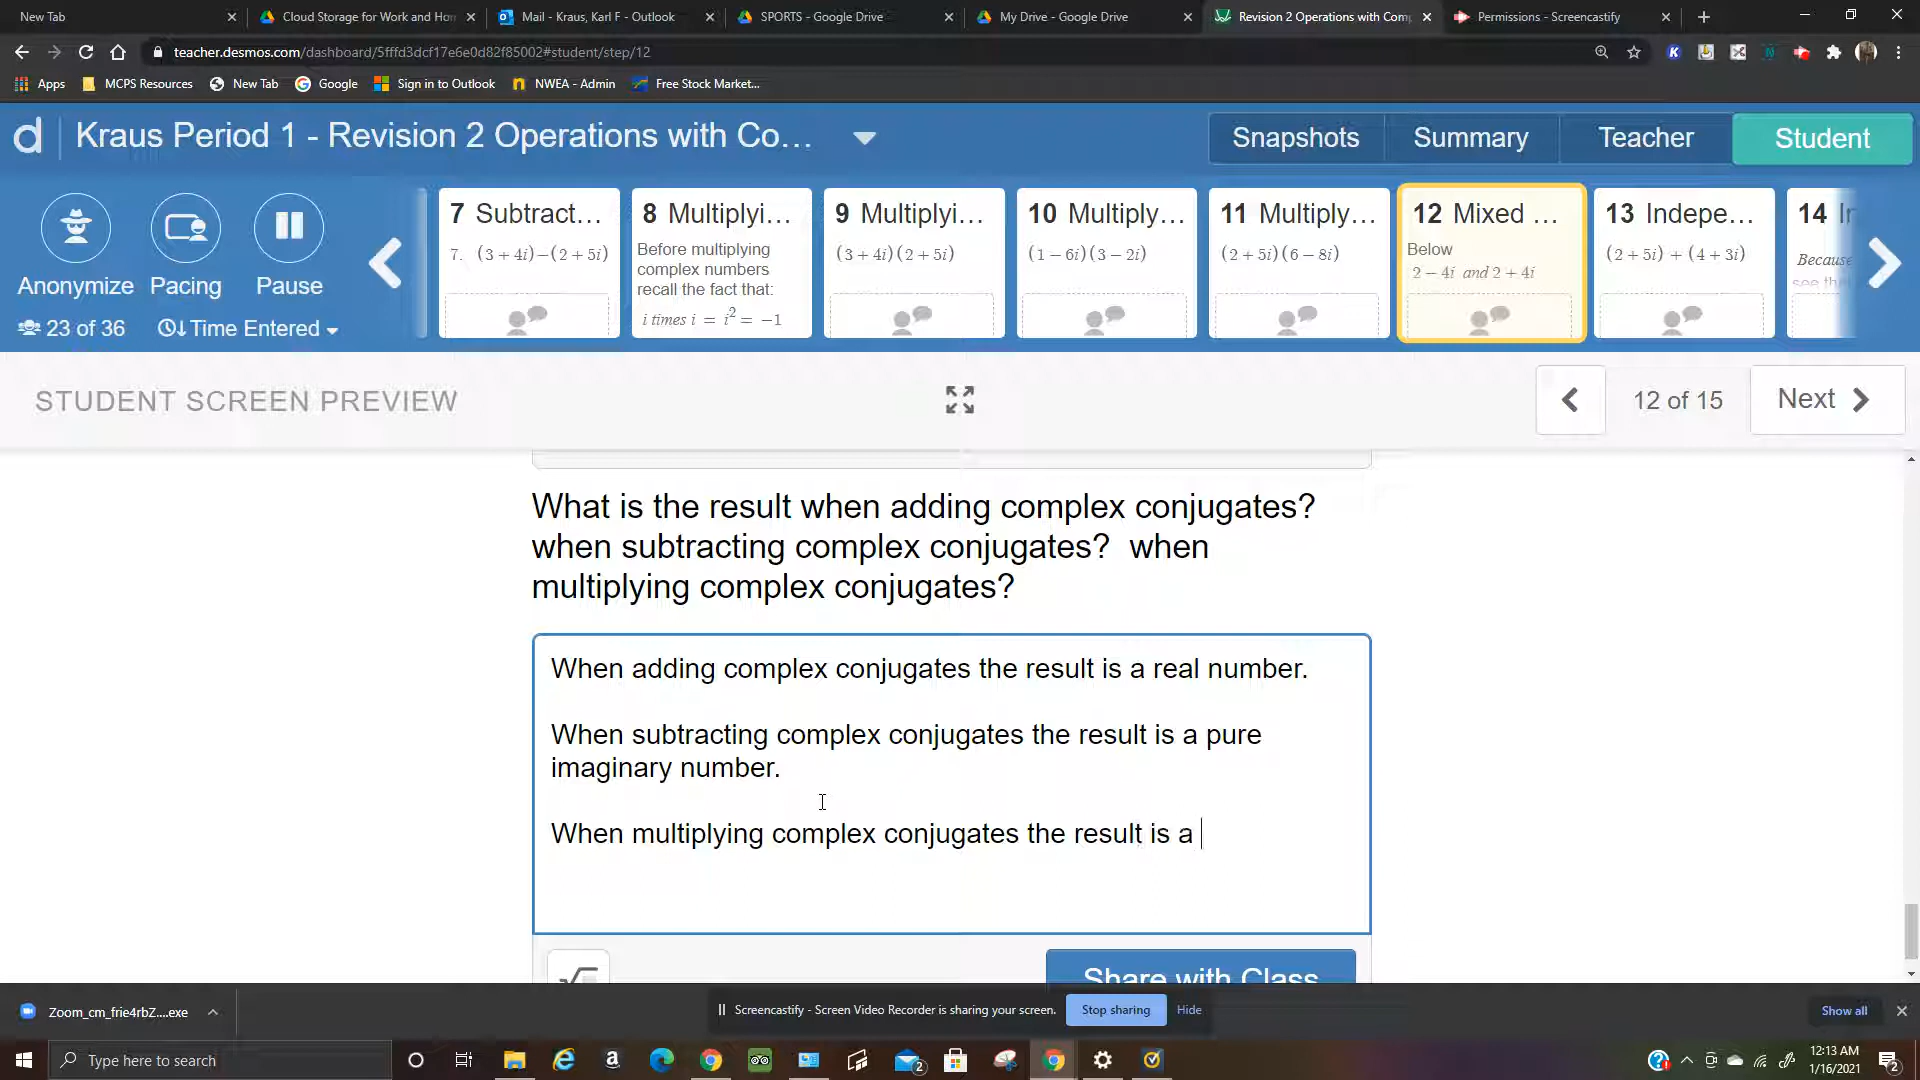 New Tab
Cloud Storage for Work and Hon
Mail - Kraus, Karl F - Outlook
SPORTS - Google Drive
My Drive - Google Drive
Revision 2 Operations with Comp
Permissions - Screencastify
teacher.desmos.com/dashboard/5fffd3dcf17e6e0d82f85002#student/step/12
Apps
MCPS Resources
New Tab
Google
Sign in to Outlook
NWEA - Admin
Free Stock Market...
d
Kraus Period 1 - Revision 2 Operations with Co...
Snapshots
Summary
Teacher
Student
Anonymize
Pacing
Pause
23 of 36
Time Entered
7 Subtract...
7. (3 + 4i) – (2 + 5i)
8 Multiplyi...
Before multiplying
complex numbers
recall the fact that:
i times i = i² = −1
9 Multiplyi...
(3 + 4i)(2 + 5i)
10 Multiply...
(1 − 6i)(3 − 2i)
11 Multiply...
(2 + 5i)(6 − 8i)
12 Mixed ...
Below
2 − 4i and 2 + 4i
13 Indepe...
(2 + 5i) + (4 + 3i)
14
Because
see the
STUDENT SCREEN PREVIEW
12 of 15
Next
What is the result when adding complex conjugates?
when subtracting complex conjugates? when
multiplying complex conjugates?
When adding complex conjugates the result is a real number.
When subtracting complex conjugates the result is a pure
imaginary number.
When multiplying complex conjugates the result is a
Share with Class
Zoom_cm_frie4rbZ....exe
Screencastify - Screen Video Recorder is sharing your screen.
Stop sharing
Hide
Show all
Type here to search
2
12:13 AM
1/16/2021
2